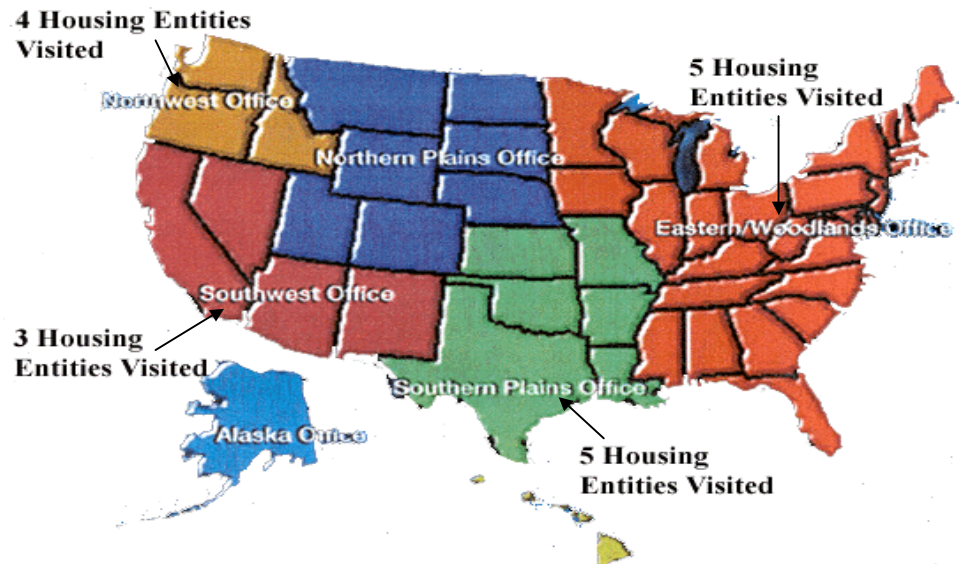 4 Housing Entities
Visited
5 Housing
Entities Visited
Northwest Office
Northern Plains Office
Eastern/Woodlands Office
Southwest Office
3 Housing
Entities Visited
Southern Plains Office
Alaska Office
5 Housing
Entities Visited